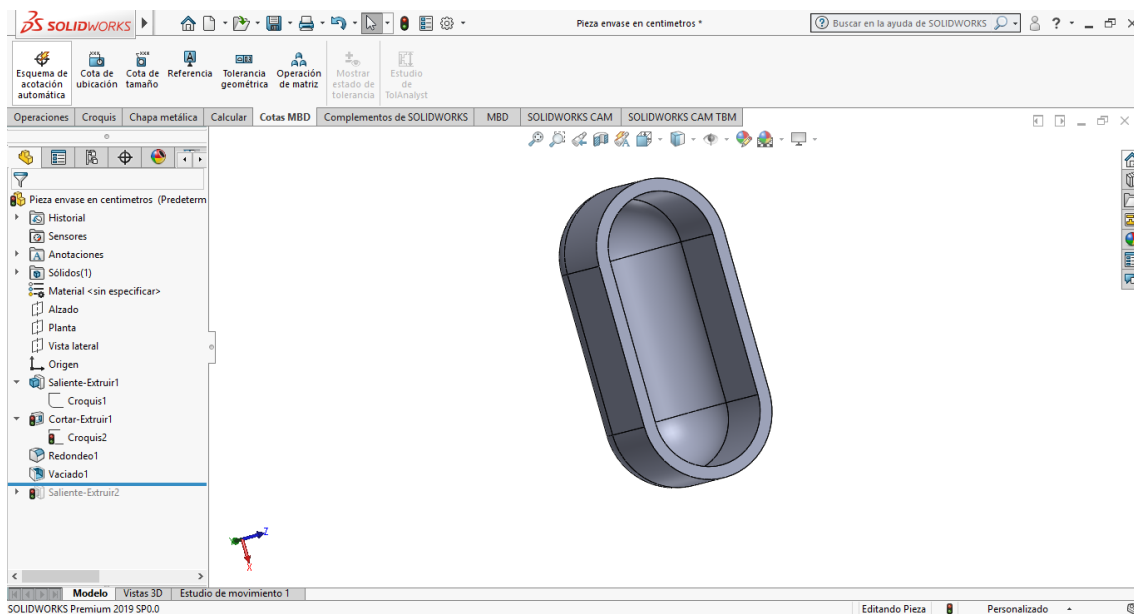 SOLIDWORKS
Pieza envase en centimetros *
Buscar en la ayuda de SOLIDWORKS
Esquema de acotación automática
Cota de ubicación
Cota de tamaño
Referencia
Tolerancia geométrica
Operación de matriz
Mostrar estado de tolerancia
Estudio de TolAnalyst
Operaciones Croquis Chapa metálica Calcular Cotas MBD Complementos de SOLIDWORKS MBD SOLIDWORKS CAM SOLIDWORKS CAM TBM
Pieza envase en centimetros (Predeterm
Historial
Sensores
Anotaciones
Sólidos(1)
Material <sin especificar>
Alzado
Planta
Vista lateral
Origen
Saliente-Extruir1
Croquis1
Cortar-Extruir1
Croquis2
Redondeo1
Vaciado1
Saliente-Extruir2
Z
X
Modelo Vistas 3D Estudio de movimiento 1
SOLIDWORKS Premium 2019 SP0.0
Editando Pieza
Personalizado